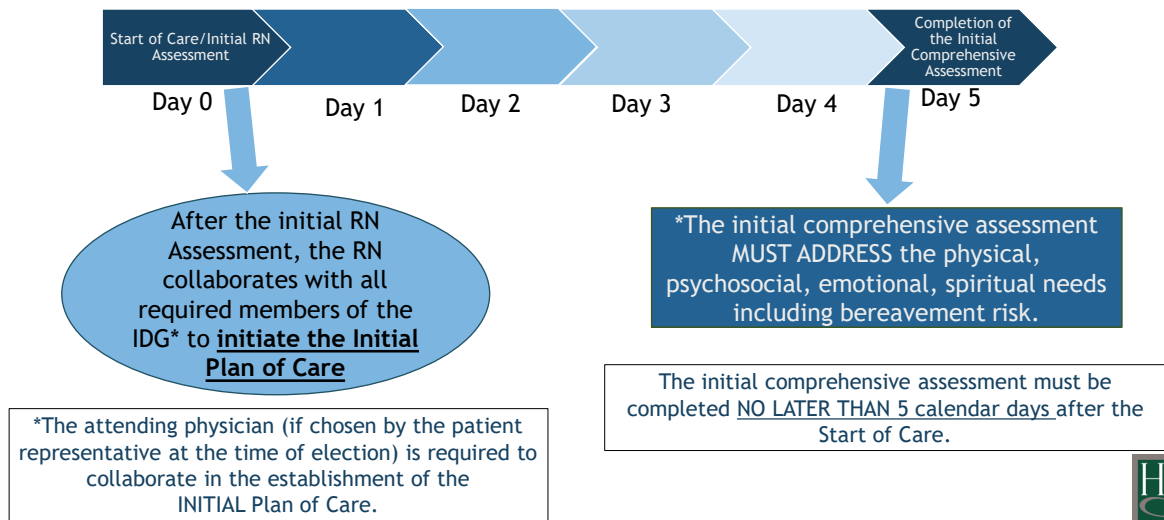 Start of Care/Initial RN
Assessment
Completion of
the Initial
Comprehensive
Assessment
Day 0
Day 1
Day 2
Day 3
Day 4
Day 5
After the initial RN
Assessment, the RN
collaborates with all
required members of the
IDG* to initiate the Initial
Plan of Care
*The initial comprehensive assessment
MUST ADDRESS the physical,
psychosocial, emotional, spiritual needs
including bereavement risk.
The initial comprehensive assessment must be
completed NO LATER THAN 5 calendar days after the
Start of Care.
*The attending physician (if chosen by the patient
representative at the time of election) is required to
collaborate in the establishment of the
INITIAL Plan of Care.
H